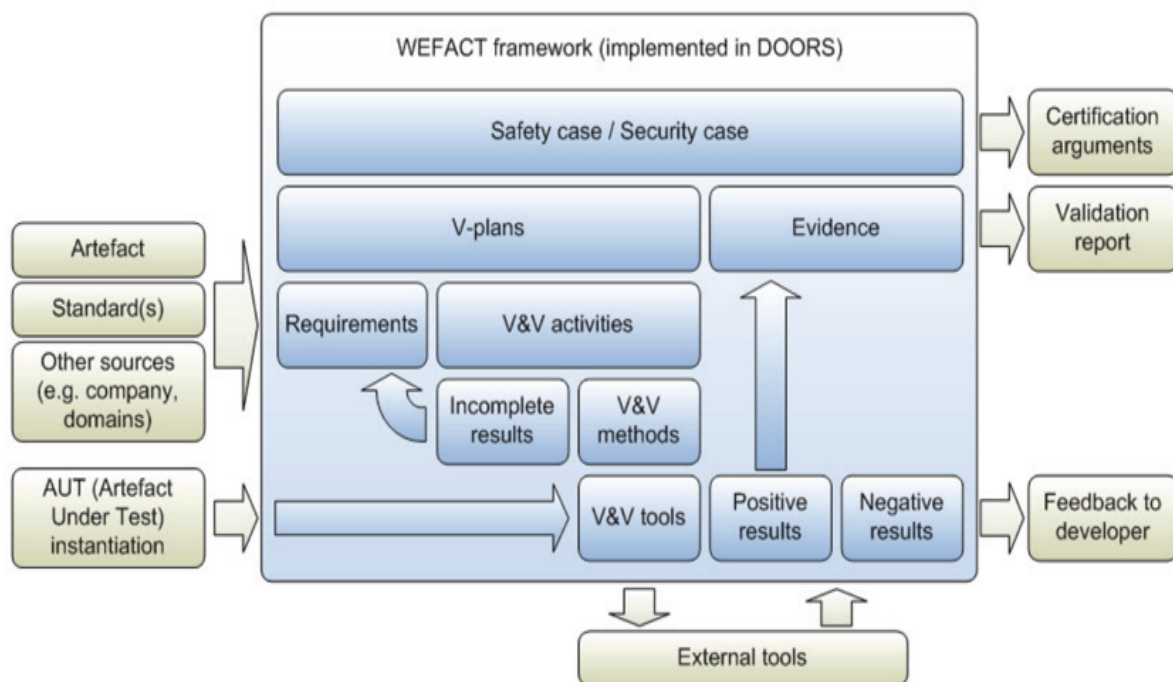 WEFACT framework (implemented in DOORS)
Safety case / Security case
Certification
arguments
V-plans
Evidence
Validation
report
Artefact
Standard(s)
Other sources
(e.g. company,
domains)
Requirements
V&V activities
Incomplete
results
V&V
methods
AUT (Artefact
Under Test)
instantiation
V&V tools
Positive
results
Negative
results
Feedback to
developer
External tools